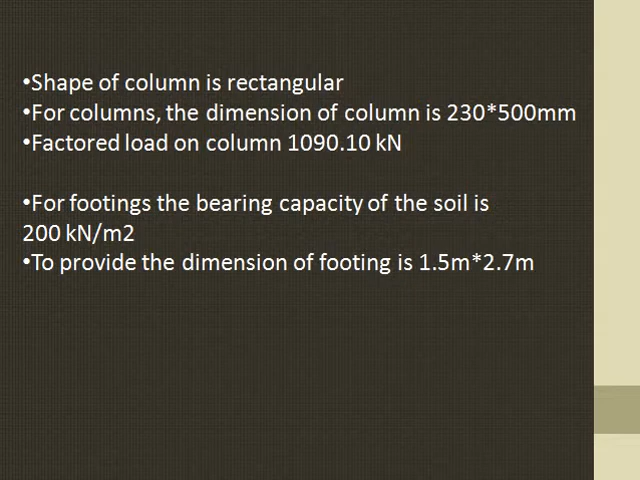 •Shape of column is rectangular
•For columns, the dimension of column is 230*500mm
•Factored load on column 1090.10 kN
•For footings the bearing capacity of the soil is
200 kN/m2
•To provide the dimension of footing is 1.5m*2.7m